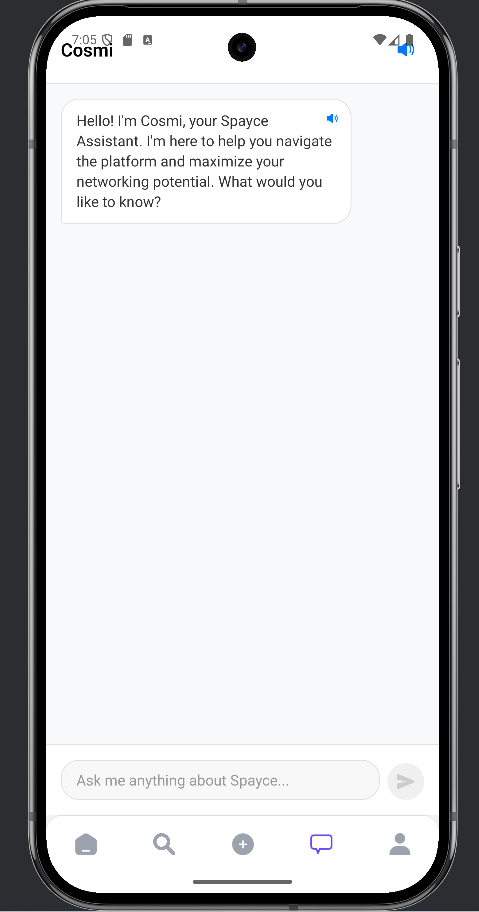 7:05
Cosmi
Hello! I'm Cosmi, your Spayce
Assistant. I'm here to help you navigate
the platform and maximize your
networking potential. What would you
like to know?
Ask me anything about Spayce...